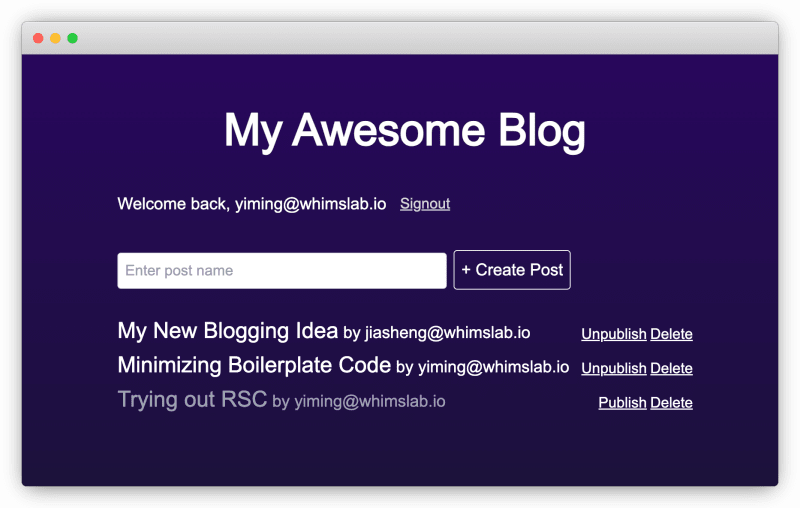 My Awesome Blog
Welcome back, yiming@whimslab.io Signout
Enter post name + Create Post
My New Blogging Idea by jiasheng@whimslab.io Unpublish Delete
Minimizing Boilerplate Code by yiming@whimslab.io Unpublish Delete
Trying out RSC by yiming@whimslab.io Publish Delete